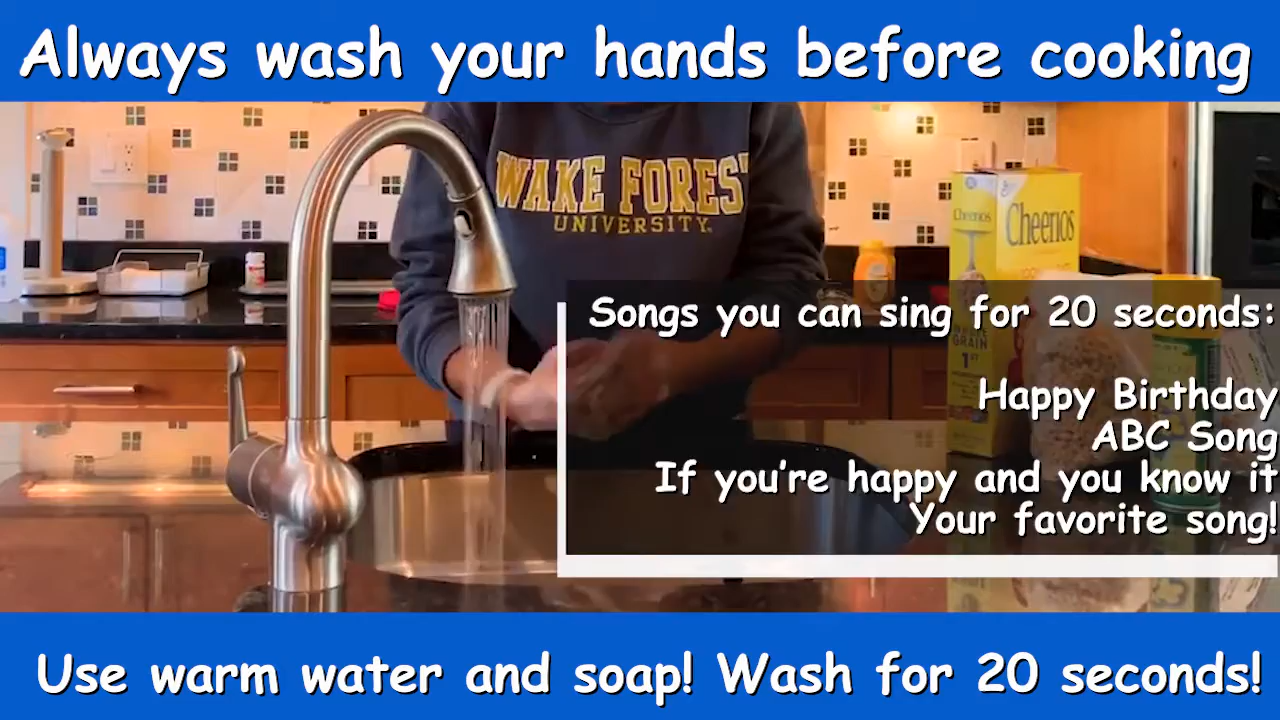 Always wash your hands before cooking
WAKE FOREST
UNIVERSITY
Cheerios
Cheerios
Songs you can sing for 20 seconds:
GRAIN
1st
Happy Birthday
ABC Song
If you're happy and you know it
Your favorite song!
Use warm water and soap! Wash for 20 seconds!